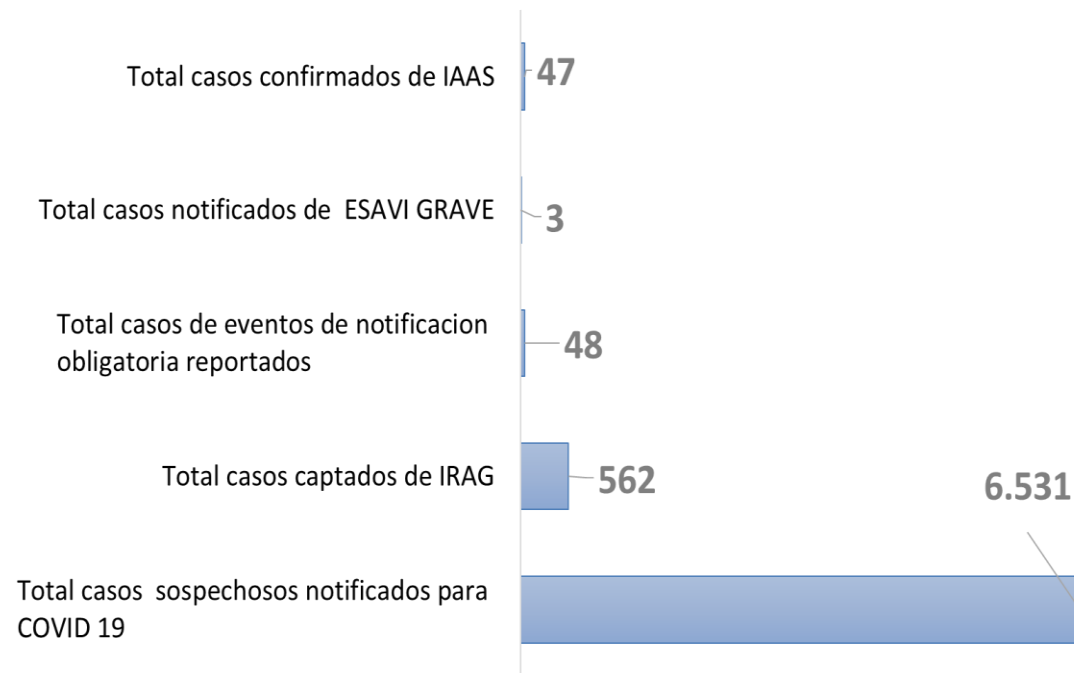 Total casos confirmados de IAAS
47
Total casos notificados de ESAVI GRAVE
3
Total casos de eventos de notificacion
obligatoria reportados
48
Total casos captados de IRAG
562
6.531
Total casos sospechosos notificados para
COVID 19